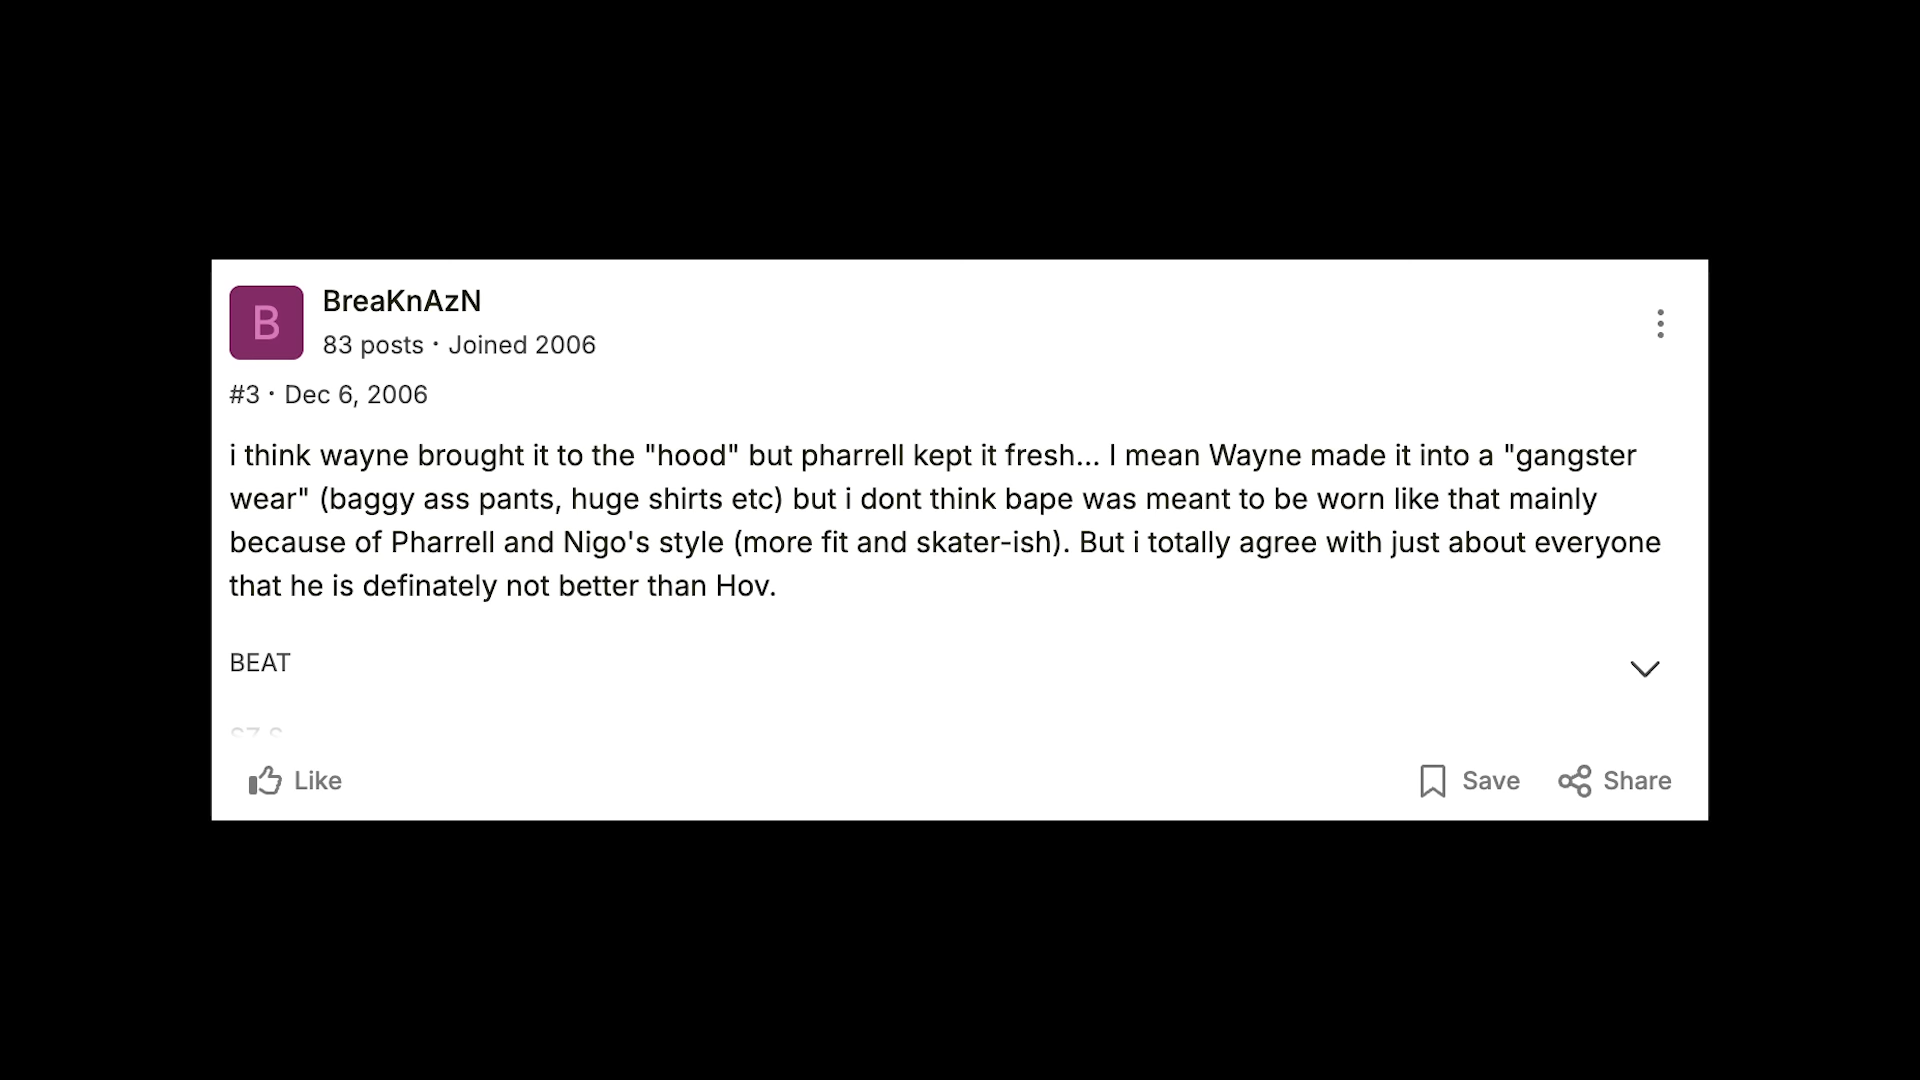 B
BreaKnAzN
83 posts · Joined 2006
#3 · Dec 6, 2006
i think wayne brought it to the "hood" but pharrell kept it fresh... I mean Wayne made it into a "gangster
wear" (baggy ass pants, huge shirts etc) but i dont think bape was meant to be worn like that mainly
because of Pharrell and Nigo's style (more fit and skater-ish). But i totally agree with just about everyone
that he is definately not better than Hov.
BEAT
Like
Save
Share